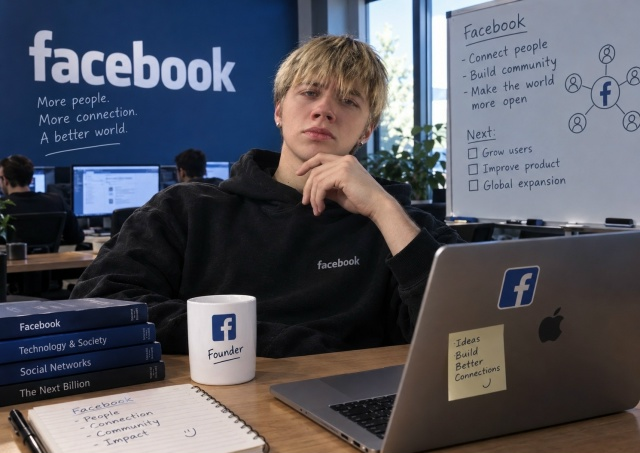 facebook
More people.
More connection.
A better world.
Facebook
- Connect people
- Build community
- Make the world
more open
f
Next:
Grow users
Improve product
Global expansion
facebook
f
Founder
Facebook
Technology & Society
Social Networks
The Next Billion
Facebook
- People
- Connection
- Community
- Impact
f
Ideas
Build
Better
Connections